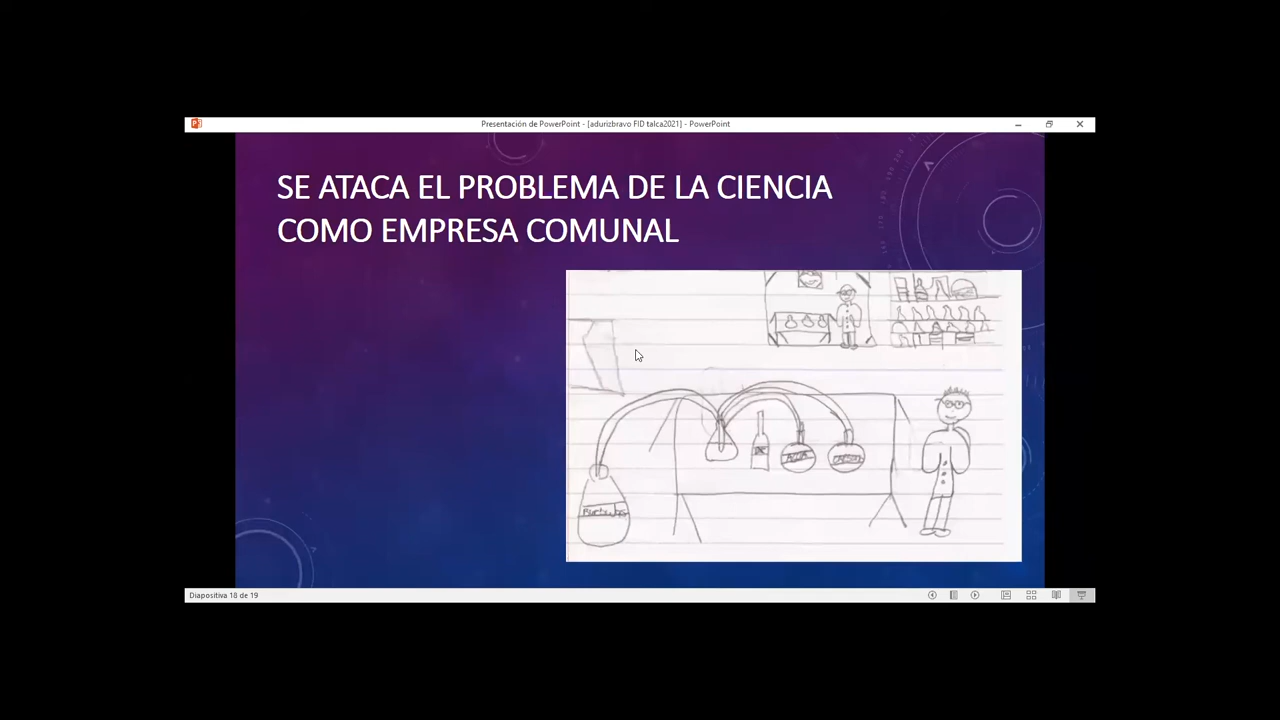 Presentación de PowerPoint - [adurizbravo FID talca2021] - PowerPoint
SE ATACA EL PROBLEMA DE LA CIENCIA
COMO EMPRESA COMUNAL
Diapositiva 18 de 19